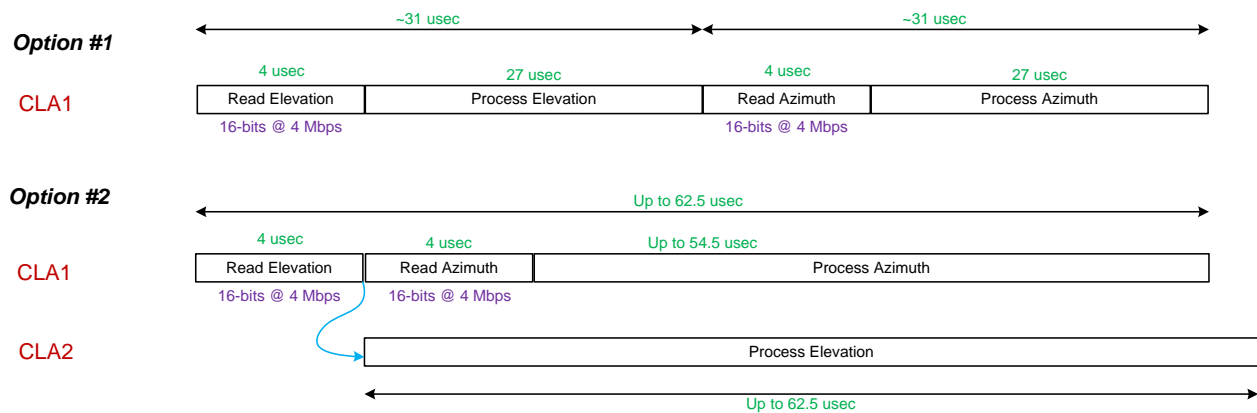 ~31 usec
~31 usec
Option #1
4 usec
27 usec
4 usec
27 usec
CLA1
Read Elevation
Process Elevation
Read Azimuth
Process Azimuth
16-bits @ 4 Mbps
16-bits @ 4 Mbps
Option #2
Up to 62.5 usec
4 usec
4 usec
Up to 54.5 usec
CLA1
Read Elevation
Read Azimuth
Process Azimuth
16-bits @ 4 Mbps
16-bits @ 4 Mbps
CLA2
Process Elevation
Up to 62.5 usec